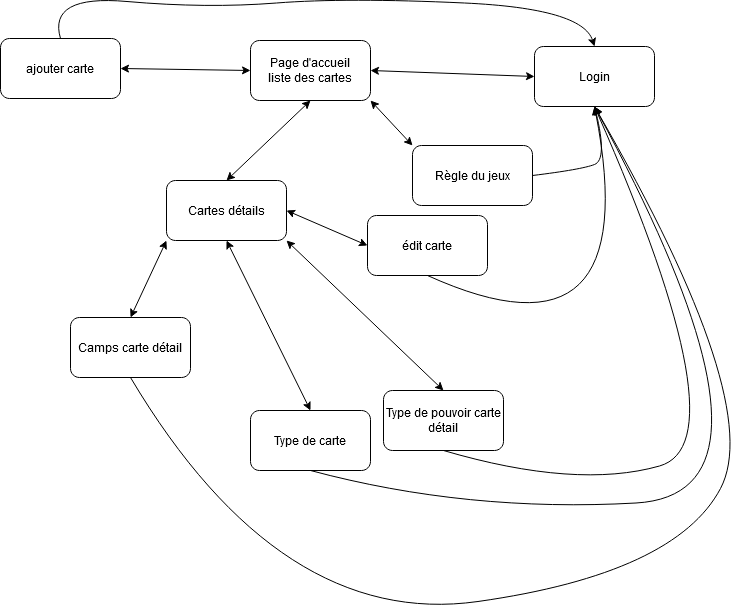 ajouter carte
Page d'accueil
liste des cartes
Login
Règle du jeux
Cartes détails
édit carte
Camps carte détail
Type de carte
Type de pouvoir carte
détail